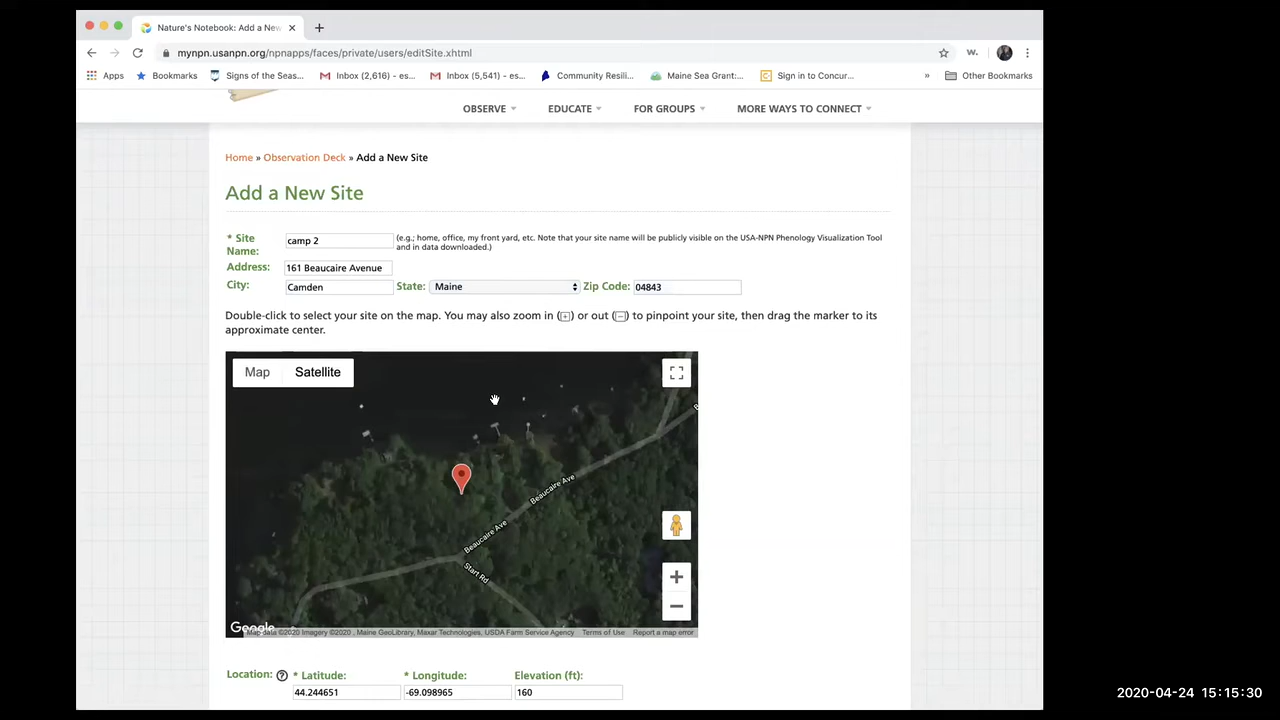 Nature's Notebook: Add a New
mynpn.usanpn.org/npnapps/faces/private/users/editSite.xhtml
Apps Bookmarks Signs of the Seas... Inbox (2,616) - es... Inbox (5,541) - es... Community Resili... Maine Sea Grant:... Sign in to Concur... » Other Bookmarks
OBSERVE EDUCATE FOR GROUPS MORE WAYS TO CONNECT
Home » Observation Deck » Add a New Site
Add a New Site
* Site Name: camp 2 (e.g.; home, office, my front yard, etc. Note that your site name will be publicly visible on the USA-NPN Phenology Visualization Tool
and in data downloaded.)
Address: 161 Beaucaire Avenue
City: Camden State: Maine Zip Code: 04843
Double-click to select your site on the map. You may also zoom in (+) or out (−) to pinpoint your site, then drag the marker to its
approximate center.
Map Satellite
Beaucaire Ave
Beaucaire Ave
Start Rd
Google
Map data ©2020 Imagery ©2020 , Maine GeoLibrary, Maxar Technologies, USDA Farm Service Agency Terms of Use Report a map error
Location: ? * Latitude: * Longitude: Elevation (ft):
44.244651 -69.098965 160
2020-04-24 15:15:30